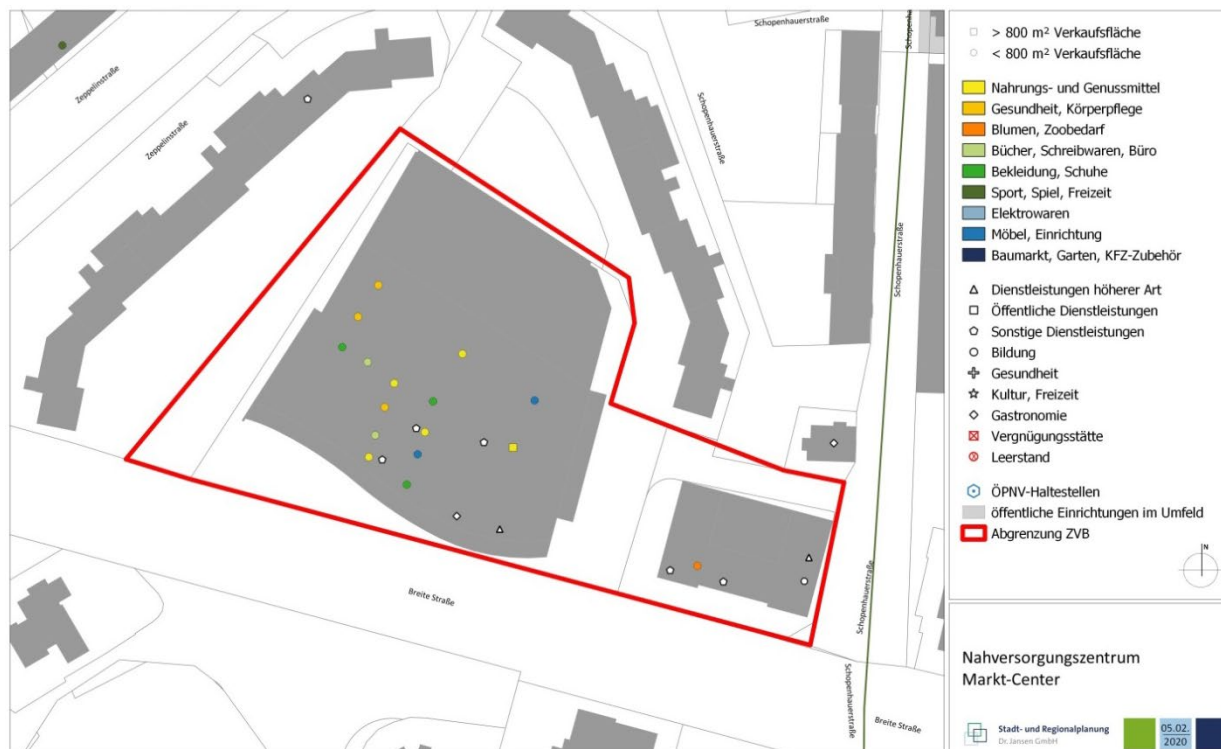 Schopenhauerstraße
Schopenhauerstraße
Zeppelinstraße
Zeppelinstraße
Schopenhauerstraße
Schopenhauerstraße
Schopenhauerstraße
Schopenhauerstraße
Breite Straße
Breite Straße
> 800 m² Verkaufsfläche
< 800 m² Verkaufsfläche
Nahrungs- und Genussmittel
Gesundheit, Körperpflege
Blumen, Zoobedarf
Bücher, Schreibwaren, Büro
Bekleidung, Schuhe
Sport, Spiel, Freizeit
Elektrowaren
Möbel, Einrichtung
Baumarkt, Garten, KFZ-Zubehör
Dienstleistungen höherer Art
Öffentliche Dienstleistungen
Sonstige Dienstleistungen
Bildung
Gesundheit
Kultur, Freizeit
Gastronomie
Vergnügungsstätte
Leerstand
ÖPNV-Haltestellen
öffentliche Einrichtungen im Umfeld
Abgrenzung ZVB
N
Nahversorgungszentrum
Markt-Center
Stadt- und Regionalplanung
Dr. Jansen GmbH
05.02.
2020